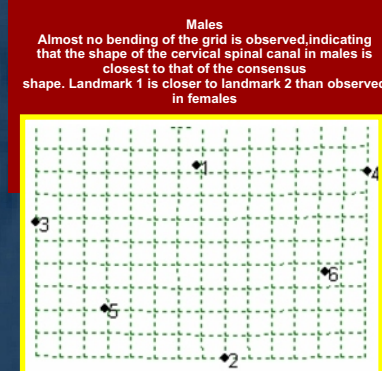 Males
Almost no bending of the grid is observed,indicating
that the shape of the cervical spinal canal in males is
closest to that of the consensus
shape. Landmark 1 is closer to landmark 2 than observed
in females
1
4
3
6
5
2